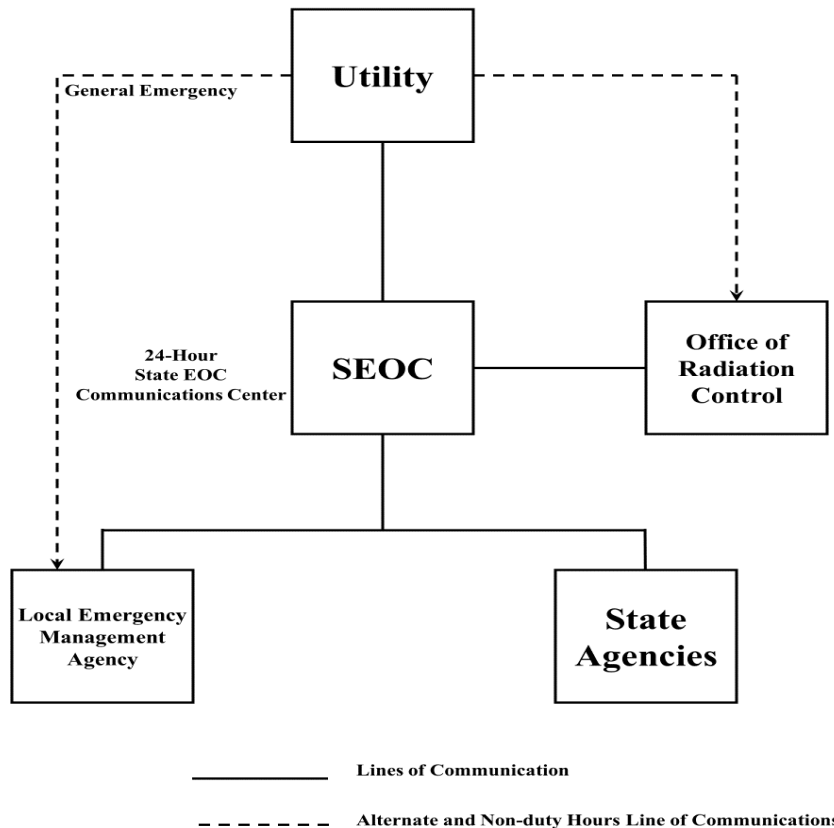 Utility
General Emergency
24-Hour
State EOC
Communications Center
SEOC
Office of
Radiation
Control
Local Emergency
Management
Agency
State
Agencies
Lines of Communication
Alternate and Non-duty Hours Line of Communications